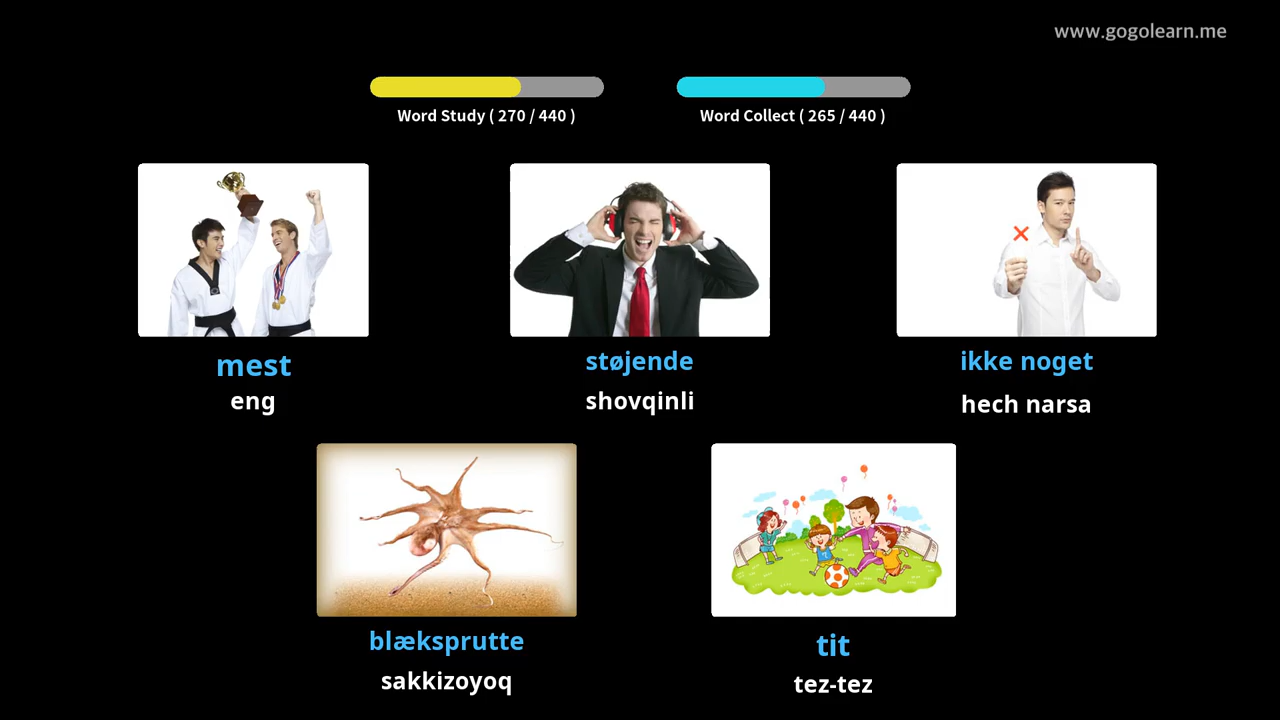 www.gogolearn.me
Word Study ( 270 / 440 )
Word Collect ( 265 / 440 )
mest
eng
støjende
shovqinli
ikke noget
hech narsa
blæksprutte
sakkizoyoq
tit
tez-tez